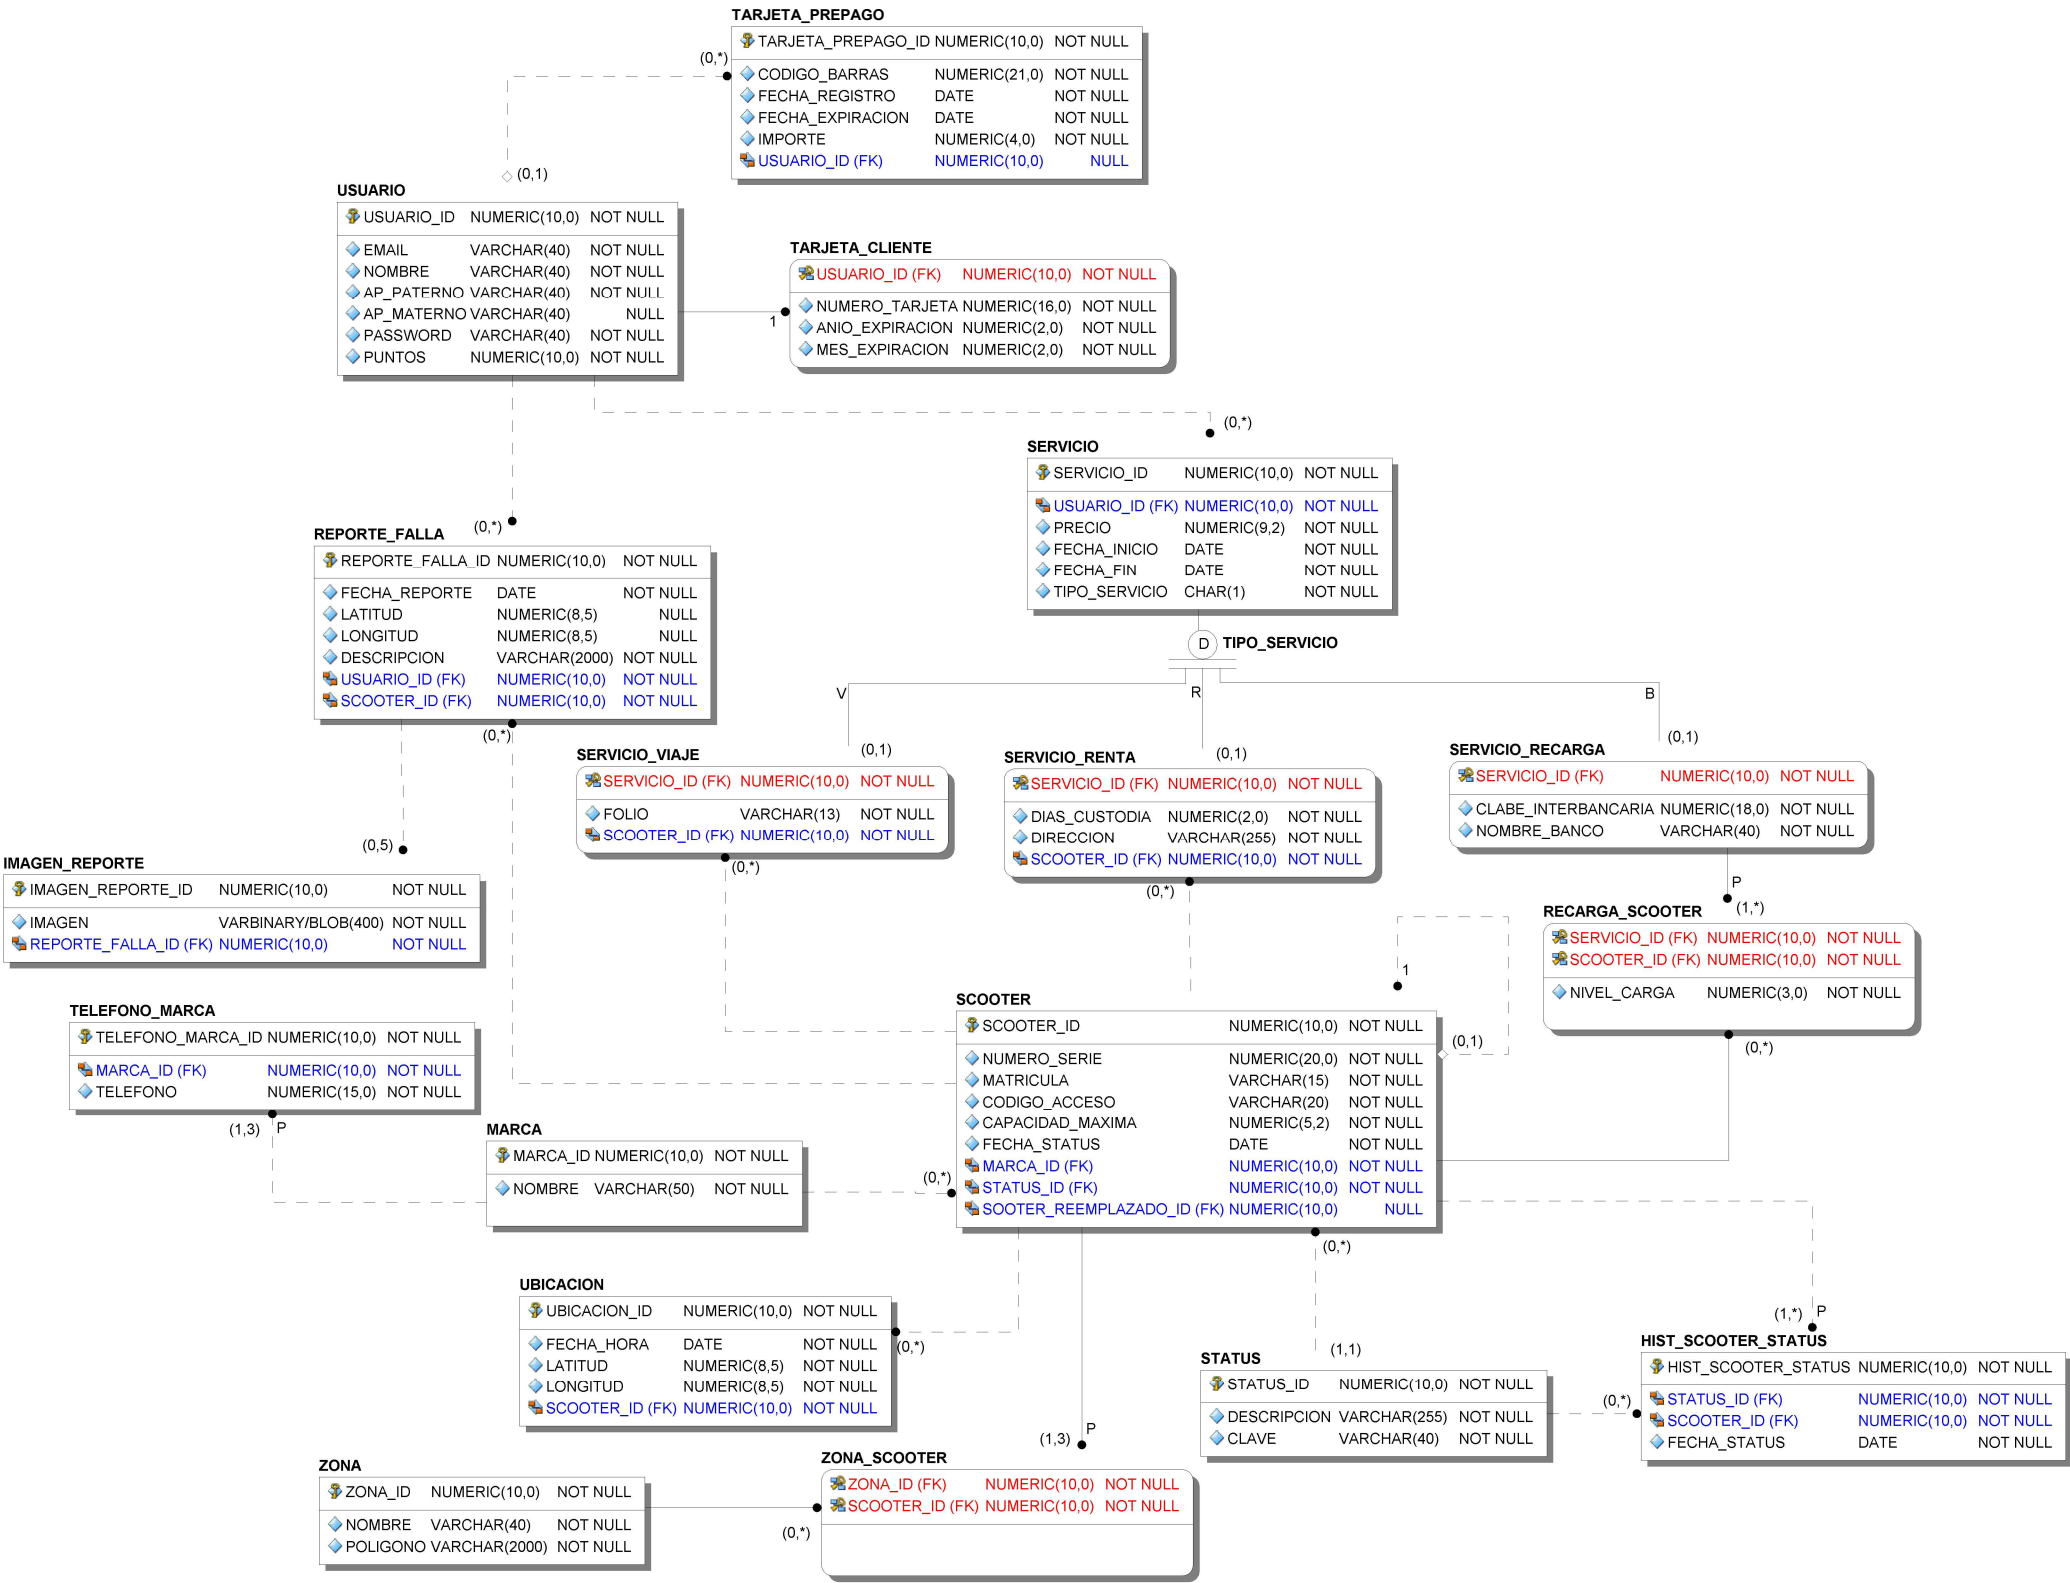 TARJETA_PREPAGO
TARJETA_PREPAGO_ID NUMERIC(10,0) NOT NULL
CODIGO_BARRAS NUMERIC(21,0) NOT NULL
FECHA_REGISTRO DATE NOT NULL
FECHA_EXPIRACION DATE NOT NULL
IMPORTE NUMERIC(4,0) NOT NULL
USUARIO_ID (FK) NUMERIC(10,0) NULL
(0,*)
(0,1)
USUARIO
USUARIO_ID NUMERIC(10,0) NOT NULL
EMAIL VARCHAR(40) NOT NULL
NOMBRE VARCHAR(40) NOT NULL
AP_PATERNO VARCHAR(40) NOT NULL
AP_MATERNO VARCHAR(40) NULL
PASSWORD VARCHAR(40) NOT NULL
PUNTOS NUMERIC(10,0) NOT NULL
TARJETA_CLIENTE
USUARIO_ID (FK) NUMERIC(10,0) NOT NULL
NUMERO_TARJETA NUMERIC(16,0) NOT NULL
ANIO_EXPIRACION NUMERIC(2,0) NOT NULL
MES_EXPIRACION NUMERIC(2,0) NOT NULL
1
(0,*)
SERVICIO
SERVICIO_ID NUMERIC(10,0) NOT NULL
USUARIO_ID (FK) NUMERIC(10,0) NOT NULL
PRECIO NUMERIC(9,2) NOT NULL
FECHA_INICIO DATE NOT NULL
FECHA_FIN DATE NOT NULL
TIPO_SERVICIO CHAR(1) NOT NULL
(0,*)
REPORTE_FALLA
REPORTE_FALLA_ID NUMERIC(10,0) NOT NULL
FECHA_REPORTE DATE NOT NULL
LATITUD NUMERIC(8,5) NULL
LONGITUD NUMERIC(8,5) NULL
DESCRIPCION VARCHAR(2000) NOT NULL
USUARIO_ID (FK) NUMERIC(10,0) NOT NULL
SCOOTER_ID (FK) NUMERIC(10,0) NOT NULL
(0,*)
D TIPO_SERVICIO
V
R
B
(0,1)
(0,1)
(0,1)
SERVICIO_VIAJE
SERVICIO_ID (FK) NUMERIC(10,0) NOT NULL
FOLIO VARCHAR(13) NOT NULL
SCOOTER_ID (FK) NUMERIC(10,0) NOT NULL
(0,*)
SERVICIO_RENTA
SERVICIO_ID (FK) NUMERIC(10,0) NOT NULL
DIAS_CUSTODIA NUMERIC(2,0) NOT NULL
DIRECCION VARCHAR(255) NOT NULL
SCOOTER_ID (FK) NUMERIC(10,0) NOT NULL
(0,*)
SERVICIO_RECARGA
SERVICIO_ID (FK) NUMERIC(10,0) NOT NULL
CLABE_INTERBANCARIA NUMERIC(18,0) NOT NULL
NOMBRE_BANCO VARCHAR(40) NOT NULL
P
(1,*)
(0,5)
IMAGEN_REPORTE
IMAGEN_REPORTE_ID NUMERIC(10,0) NOT NULL
IMAGEN VARBINARY/BLOB(400) NOT NULL
REPORTE_FALLA_ID (FK) NUMERIC(10,0) NOT NULL
RECARGA_SCOOTER
SERVICIO_ID (FK) NUMERIC(10,0) NOT NULL
SCOOTER_ID (FK) NUMERIC(10,0) NOT NULL
NIVEL_CARGA NUMERIC(3,0) NOT NULL
(0,*)
1
(0,1)
SCOOTER
SCOOTER_ID NUMERIC(10,0) NOT NULL
NUMERO_SERIE NUMERIC(20,0) NOT NULL
MATRICULA VARCHAR(15) NOT NULL
CODIGO_ACCESO VARCHAR(20) NOT NULL
CAPACIDAD_MAXIMA NUMERIC(5,2) NOT NULL
FECHA_STATUS DATE NOT NULL
MARCA_ID (FK) NUMERIC(10,0) NOT NULL
STATUS_ID (FK) NUMERIC(10,0) NOT NULL
SOOTER_REEMPLAZADO_ID (FK) NUMERIC(10,0) NULL
TELEFONO_MARCA
TELEFONO_MARCA_ID NUMERIC(10,0) NOT NULL
MARCA_ID (FK) NUMERIC(10,0) NOT NULL
TELEFONO NUMERIC(15,0) NOT NULL
(1,3) P
MARCA
MARCA_ID NUMERIC(10,0) NOT NULL
NOMBRE VARCHAR(50) NOT NULL
(0,*)
(0,*)
UBICACION
UBICACION_ID NUMERIC(10,0) NOT NULL
FECHA_HORA DATE NOT NULL
LATITUD NUMERIC(8,5) NOT NULL
LONGITUD NUMERIC(8,5) NOT NULL
SCOOTER_ID (FK) NUMERIC(10,0) NOT NULL
(0,*)
(1,1)
STATUS
STATUS_ID NUMERIC(10,0) NOT NULL
DESCRIPCION VARCHAR(255) NOT NULL
CLAVE VARCHAR(40) NOT NULL
(0,*)
(1,*) P
HIST_SCOOTER_STATUS
HIST_SCOOTER_STATUS NUMERIC(10,0) NOT NULL
STATUS_ID (FK) NUMERIC(10,0) NOT NULL
SCOOTER_ID (FK) NUMERIC(10,0) NOT NULL
FECHA_STATUS DATE NOT NULL
(1,3) P
ZONA
ZONA_ID NUMERIC(10,0) NOT NULL
NOMBRE VARCHAR(40) NOT NULL
POLIGONO VARCHAR(2000) NOT NULL
(0,*)
ZONA_SCOOTER
ZONA_ID (FK) NUMERIC(10,0) NOT NULL
SCOOTER_ID (FK) NUMERIC(10,0) NOT NULL